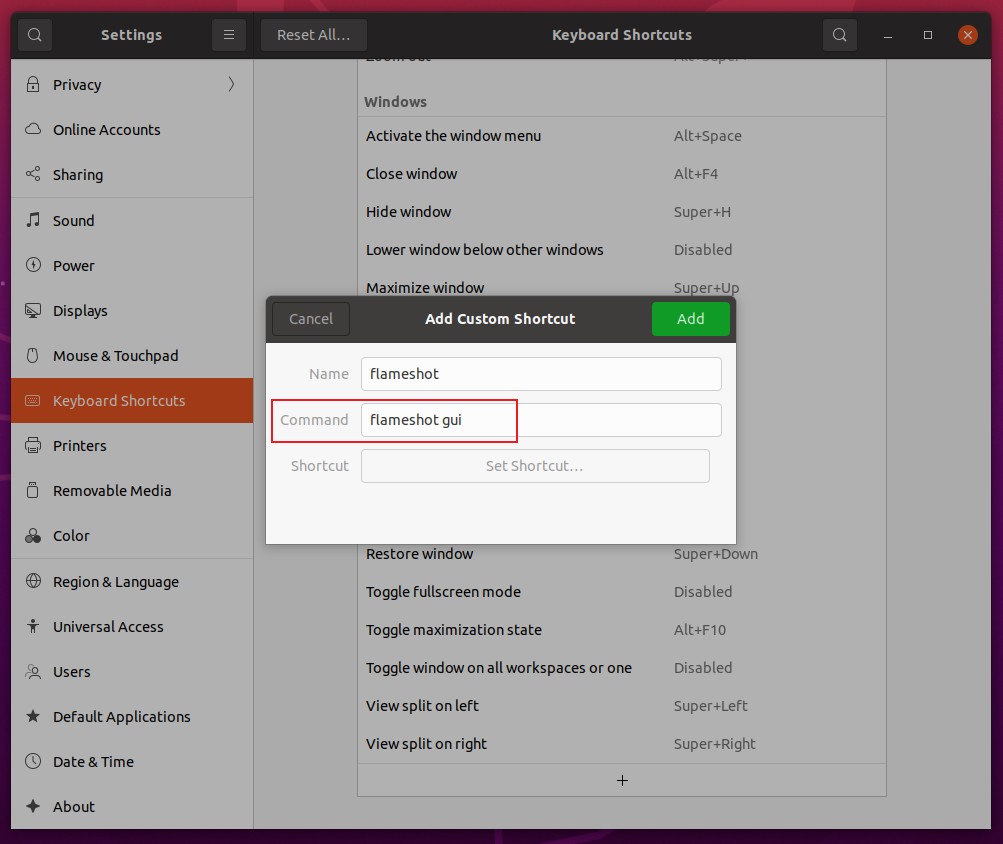 Settings
Reset All...
Keyboard Shortcuts
Privacy
Online Accounts
Sharing
Sound
Power
Displays
Mouse & Touchpad
Keyboard Shortcuts
Printers
Removable Media
Color
Region & Language
Universal Access
Users
Default Applications
Date & Time
About
Windows
Activate the window menu Alt+Space
Close window Alt+F4
Hide window Super+H
Lower window below other windows Disabled
Maximize window Super+Up
Cancel
Add Custom Shortcut
Add
Name flameshot
Command flameshot gui
Shortcut Set Shortcut...
Restore window Super+Down
Toggle fullscreen mode Disabled
Toggle maximization state Alt+F10
Toggle window on all workspaces or one Disabled
View split on left Super+Left
View split on right Super+Right
+